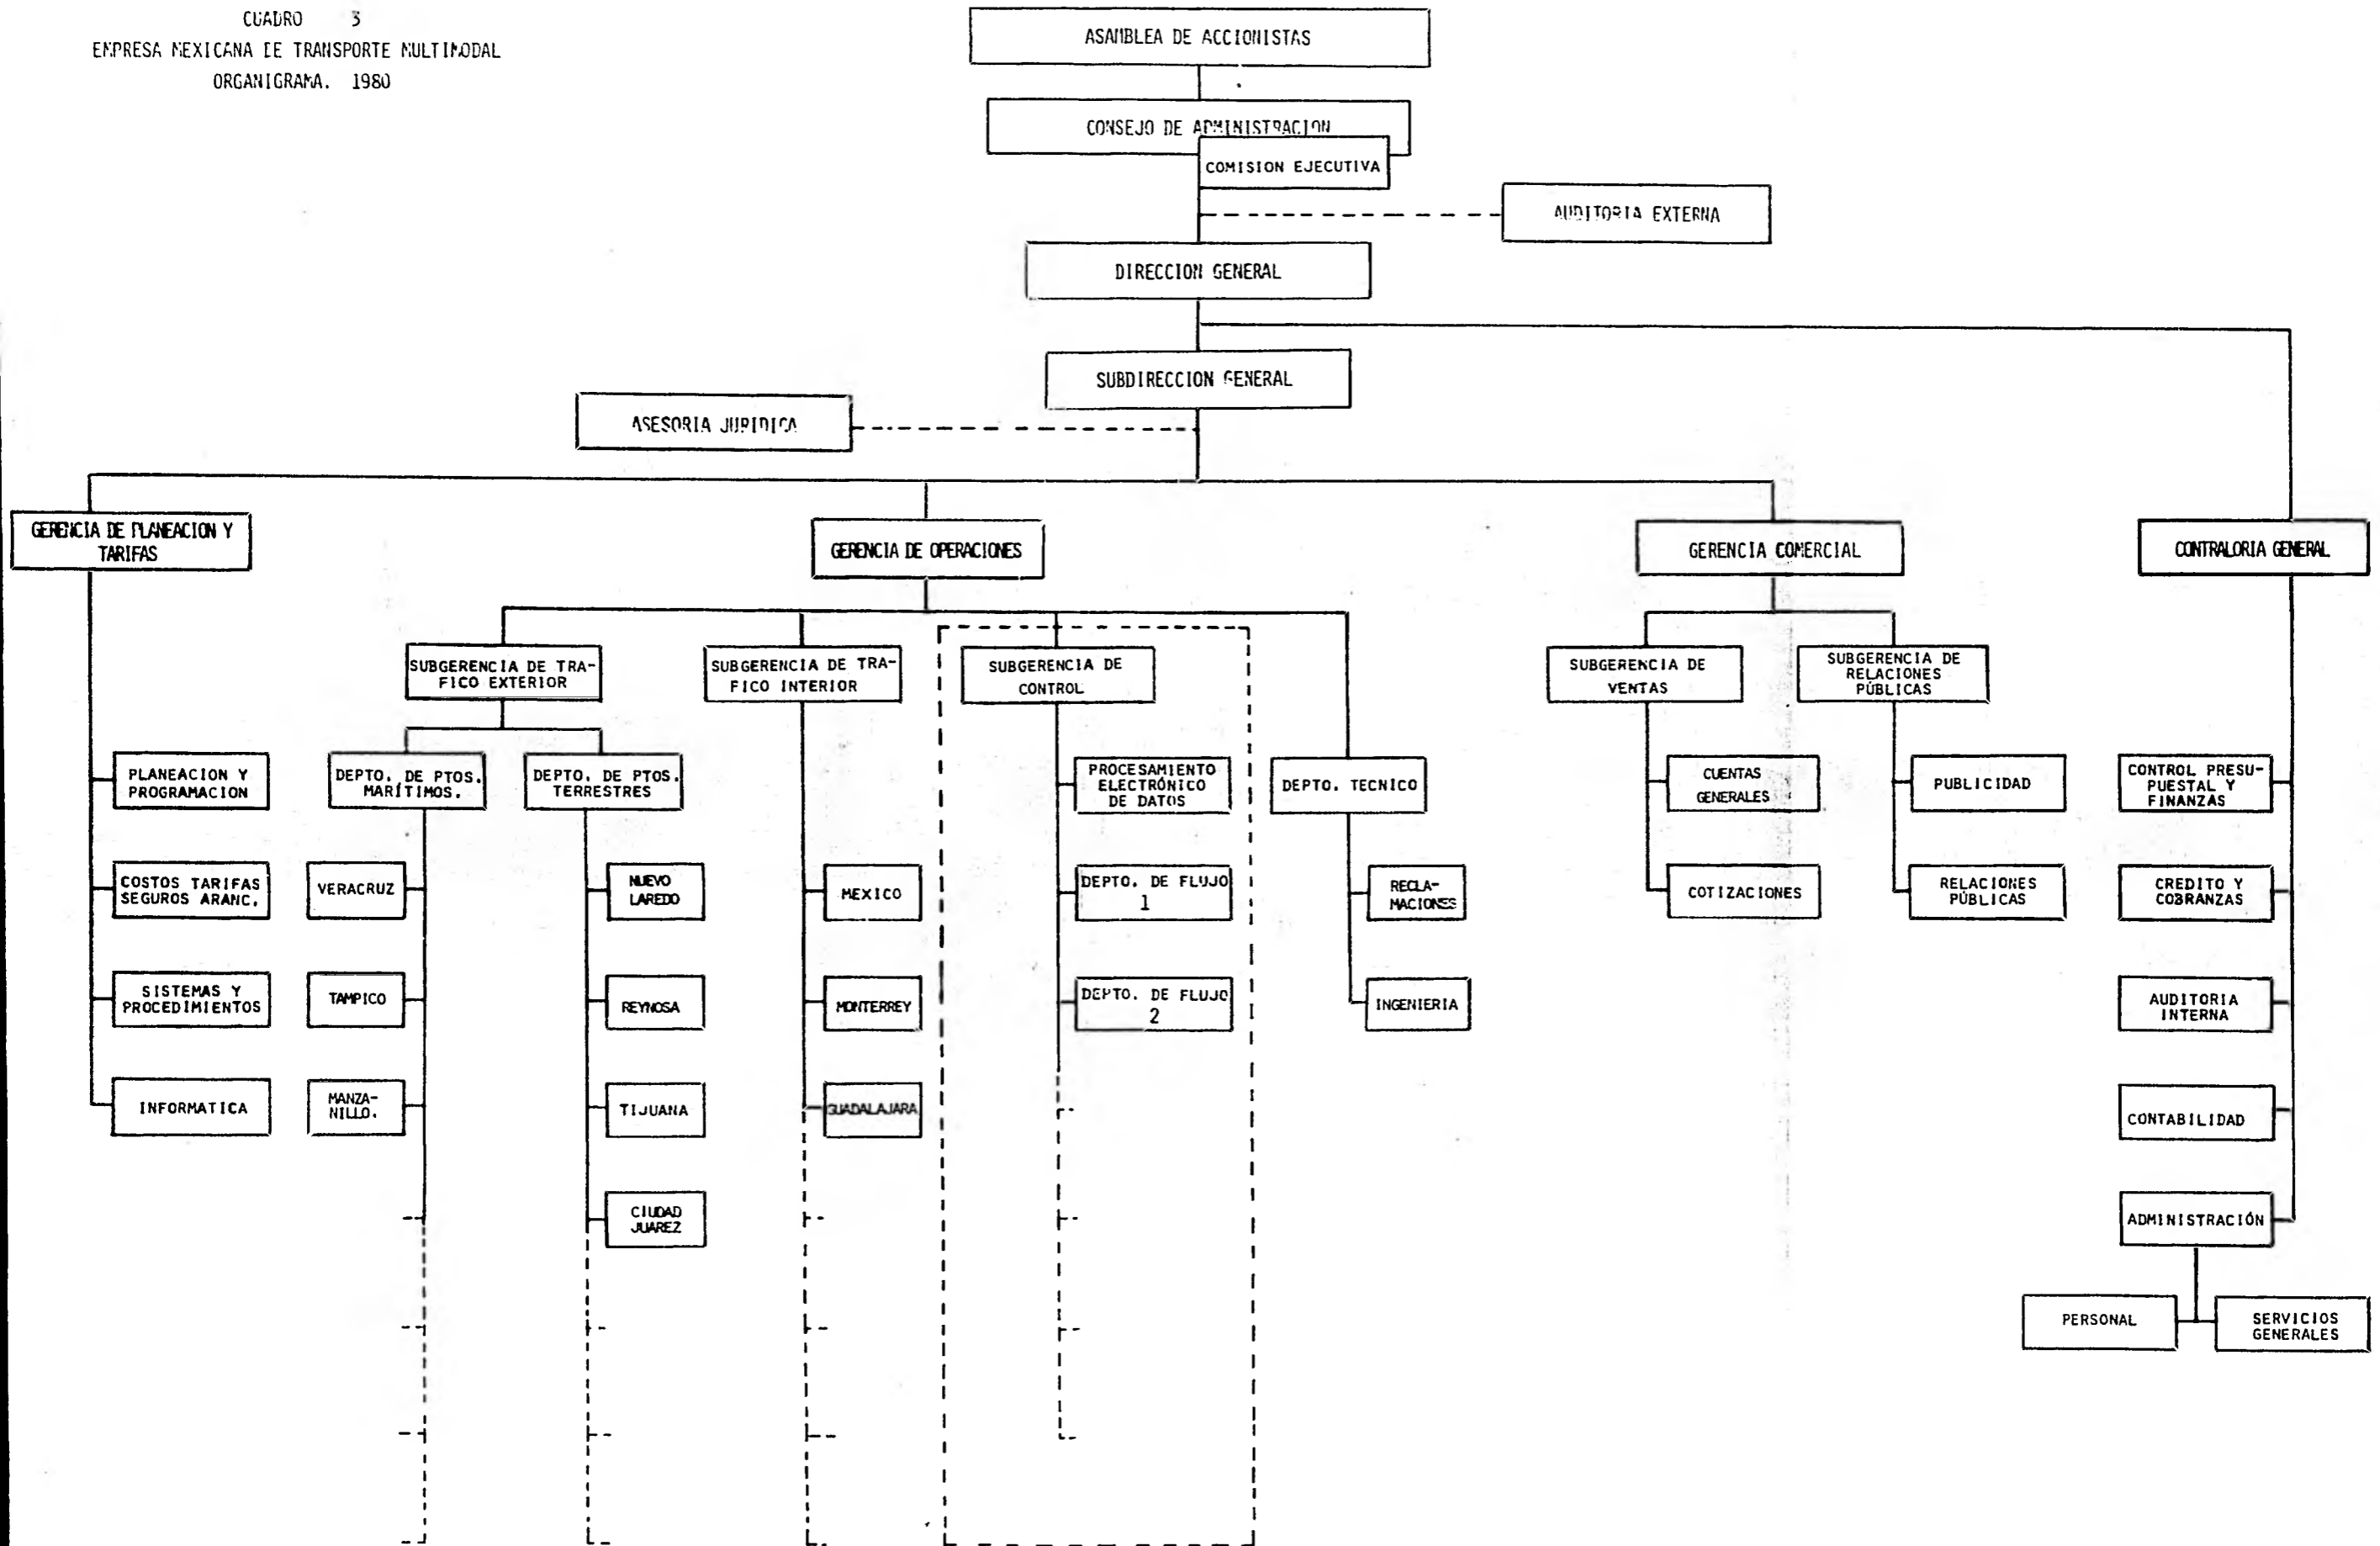 CUADRO 3
EMPRESA MEXICANA DE TRANSPORTE MULTIMODAL
ORGANIGRAMA. 1980
ASAMBLEA DE ACCIONISTAS
CONSEJO DE ADMINISTRACION
COMISION EJECUTIVA
AUDITORIA EXTERNA
DIRECCION GENERAL
SUBDIRECCION GENERAL
ASESORIA JURIDICA
GERENCIA DE PLANEACION Y
TARIFAS
GERENCIA DE OPERACIONES
GERENCIA COMERCIAL
CONTRALORIA GENERAL
SUBGERENCIA DE TRA-
FICO EXTERIOR
SUBGERENCIA DE TRA-
FICO INTERIOR
SUBGERENCIA DE
CONTROL
SUBGERENCIA DE
VENTAS
SUBGERENCIA DE
RELACIONES
PÚBLICAS
PLANEACION Y
PROGRAMACION
DEPTO. DE PTOS.
MARÍTIMOS.
DEPTO. DE PTOS.
TERRESTRES
PROCESAMIENTO
ELECTRÓNICO
DE DATOS
DEPTO. TECNICO
CUENTAS
GENERALES
PUBLICIDAD
CONTROL PRESU-
PUESTAL Y
FINANZAS
COSTOS TARIFAS
SEGUROS ARANC.
VERACRUZ
NUEVO
LAREDO
MEXICO
DEPTO. DE FLUJO
1
RECLA-
MACIONES
COTIZACIONES
RELACIONES
PÚBLICAS
CREDITO Y
COBRANZAS
SISTEMAS Y
PROCEDIMIENTOS
TAMPICO
REYNOSA
MONTERREY
DEPTO. DE FLUJO
2
INGENIERIA
AUDITORIA
INTERNA
INFORMATICA
MANZA-
NILLO.
TIJUANA
GUADALAJARA
CONTABILIDAD
CIUDAD
JUAREZ
ADMINISTRACIÓN
PERSONAL
SERVICIOS
GENERALES